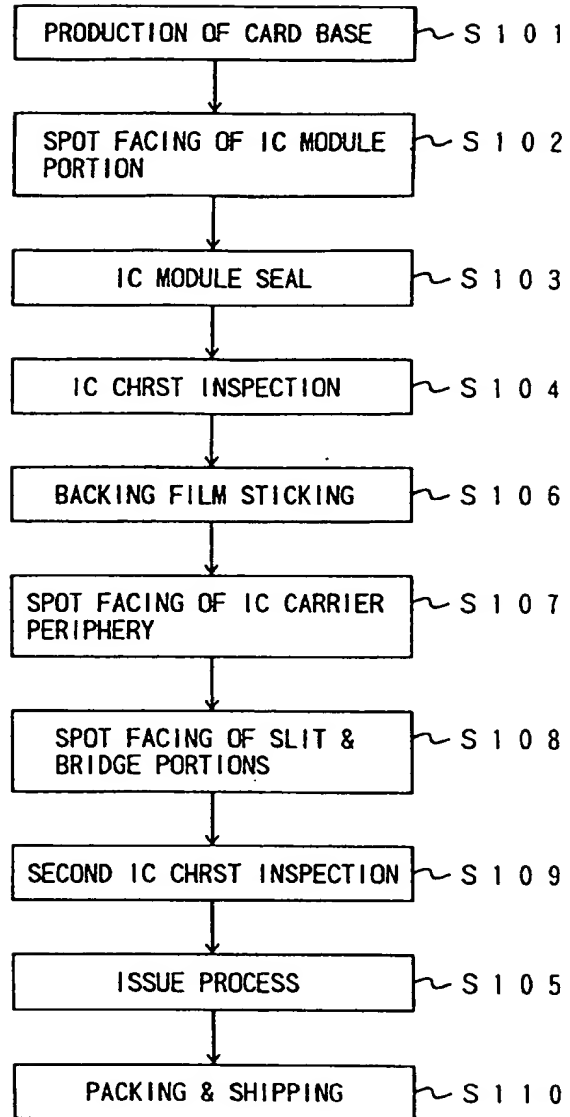 PRODUCTION OF CARD BASE S101
SPOT FACING OF IC MODULE S102
PORTION
IC MODULE SEAL S103
IC CHRST INSPECTION S104
BACKING FILM STICKING S106
SPOT FACING OF IC CARRIER S107
PERIPHERY
SPOT FACING OF SLIT & S108
BRIDGE PORTIONS
SECOND IC CHRST INSPECTION S109
ISSUE PROCESS S105
PACKING & SHIPPING S110